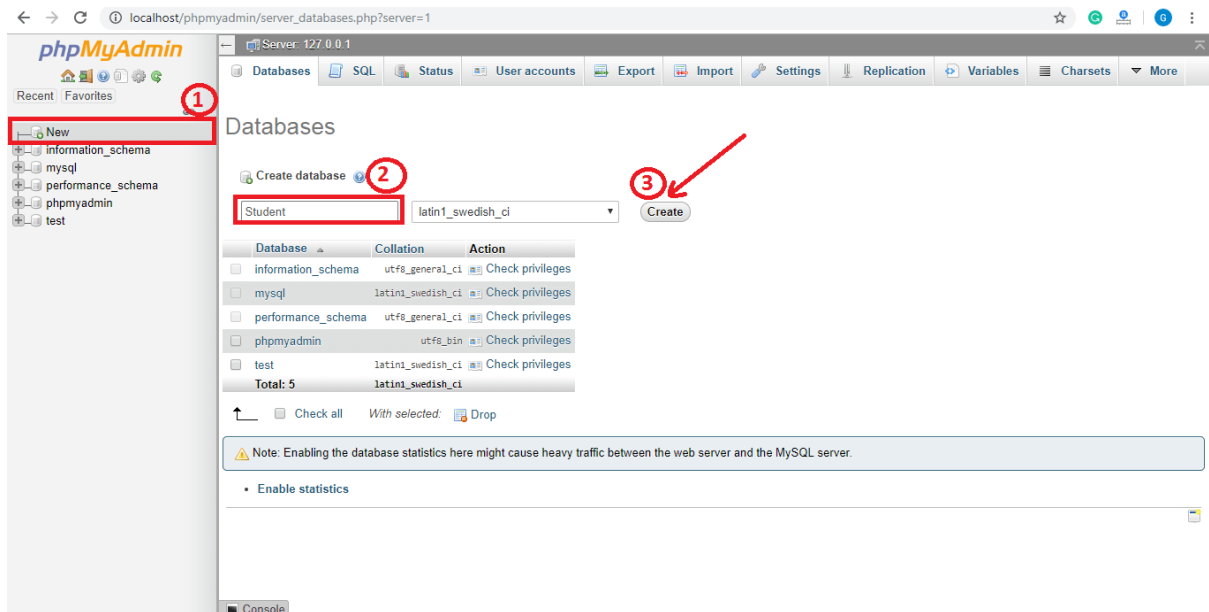 localhost/phpmyadmin/server_databases.php?server=1
phpMyAdmin
Recent Favorites
1
New
information_schema
mysql
performance_schema
phpmyadmin
test
Server: 127.0.0.1
Databases SQL Status User accounts Export Import Settings Replication Variables Charsets More
Databases
Create database 2
3
Student latin1_swedish_ci Create
Database Collation Action
information_schema utf8_general_ci Check privileges
mysql latin1_swedish_ci Check privileges
performance_schema utf8_general_ci Check privileges
phpmyadmin utf8_bin Check privileges
test latin1_swedish_ci Check privileges
Total: 5 latin1_swedish_ci
Check all With selected: Drop
Note: Enabling the database statistics here might cause heavy traffic between the web server and the MySQL server.
• Enable statistics
Console